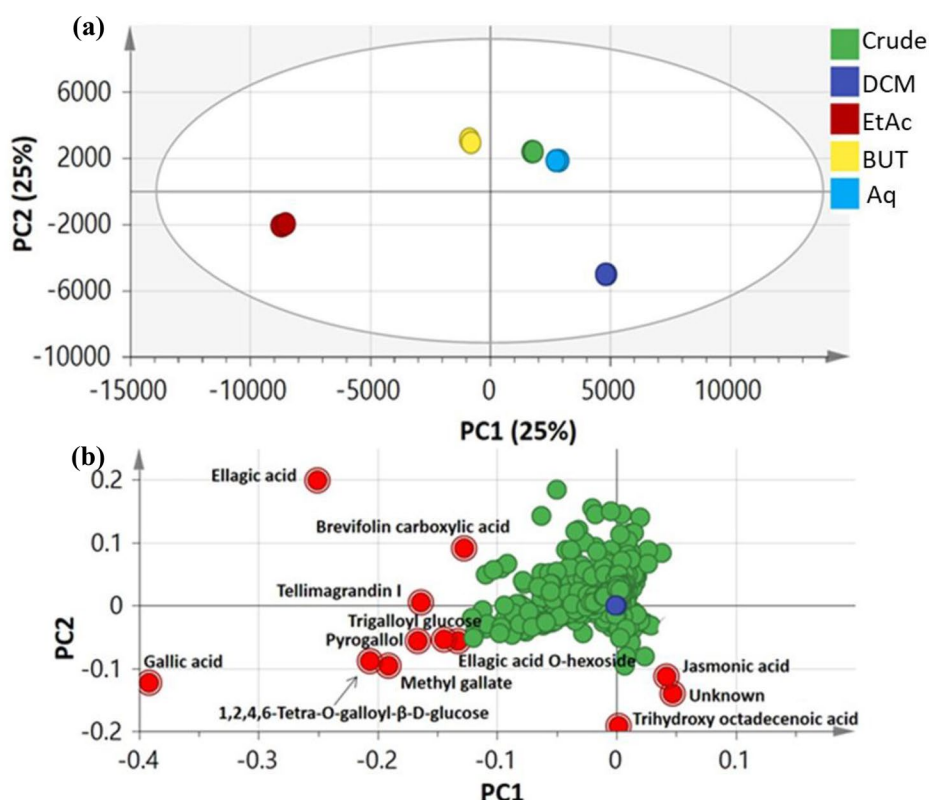 (a)
6000
2000
-2000
-6000
-10000
PC2 (25%)
-15000 -10000 -5000 0 5000 10000
PC1 (25%)
Crude
DCM
EtAc
BUT
Aq
(b)
0.2
0.1
0
-0.1
-0.2
PC2
Ellagic acid
Brevifolin carboxylic acid
Tellimagrandin I
Trigalloyl glucose
Pyrogallol
Ellagic acid O-hexoside
Gallic acid
Methyl gallate
1,2,4,6-Tetra-O-galloyl-β-D-glucose
Jasmonic acid
Unknown
Trihydroxy octadecenoic acid
-0.4 -0.3 -0.2 -0.1 0 0.1
PC1